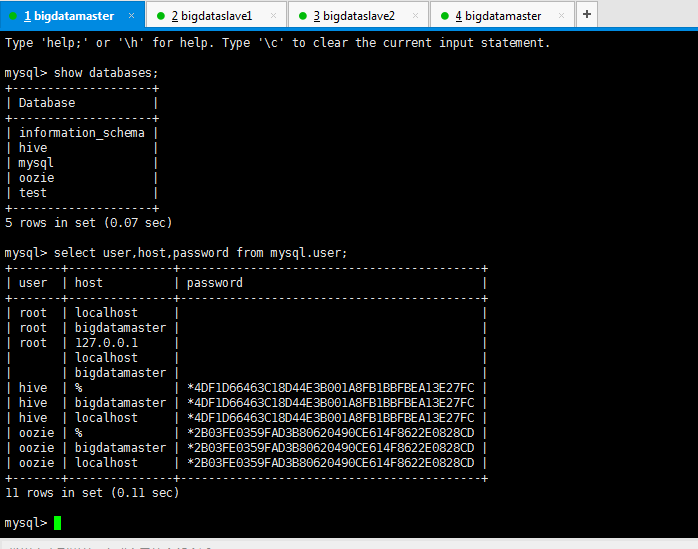 1 bigdatamaster × 2 bigdataslave1 × 3 bigdataslave2 × 4 bigdatamaster × +
Type 'help;' or '\h' for help. Type '\c' to clear the current input statement.
mysql> show databases;
+--------------------+
| Database           |
+--------------------+
| information_schema |
| hive               |
| mysql              |
| oozie              |
| test               |
+--------------------+
5 rows in set (0.07 sec)
mysql> select user,host,password from mysql.user;
+-------+---------------+-------------------------------------------+
| user  | host          | password                                  |
+-------+---------------+-------------------------------------------+
| root  | localhost     |                                           |
| root  | bigdatamaster |                                           |
| root  | 127.0.0.1     |                                           |
|       | localhost     |                                           |
|       | bigdatamaster |                                           |
| hive  | %             | *4DF1D66463C18D44E3B001A8FB1BBFBEA13E27FC |
| hive  | bigdatamaster | *4DF1D66463C18D44E3B001A8FB1BBFBEA13E27FC |
| hive  | localhost     | *4DF1D66463C18D44E3B001A8FB1BBFBEA13E27FC |
| oozie | %             | *2B03FE0359FAD3B80620490CE614F8622E0828CD |
| oozie | bigdatamaster | *2B03FE0359FAD3B80620490CE614F8622E0828CD |
| oozie | localhost     | *2B03FE0359FAD3B80620490CE614F8622E0828CD |
+-------+---------------+-------------------------------------------+
11 rows in set (0.11 sec)
mysql>